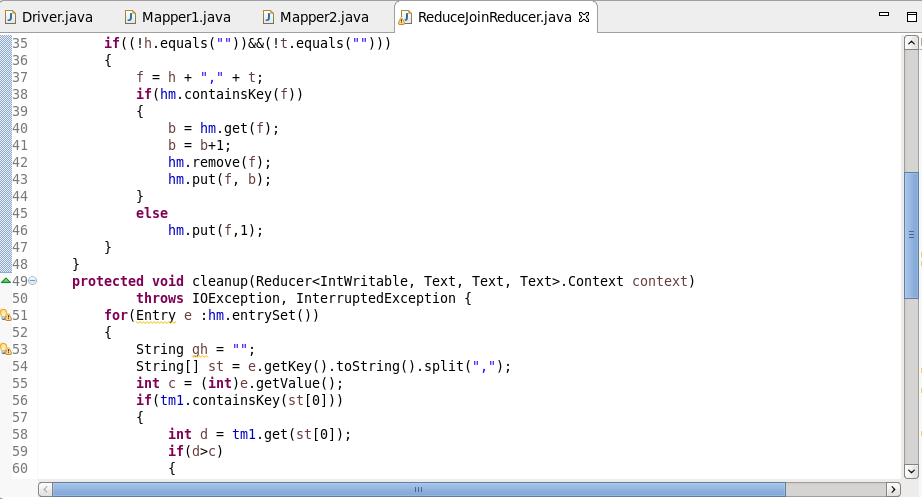 Driver.java Mapper1.java Mapper2.java ReduceJoinReducer.java
35 if((!h.equals(""))&&(!t.equals("")))
36 {
37 f = h + "," + t;
38 if(hm.containsKey(f))
39 {
40 b = hm.get(f);
41 b = b+1;
42 hm.remove(f);
43 hm.put(f, b);
44 }
45 else
46 hm.put(f,1);
47 }
48 }
49 protected void cleanup(Reducer<IntWritable, Text, Text, Text>.Context context)
50 throws IOException, InterruptedException {
51 for(Entry e :hm.entrySet())
52 {
53 String gh = "";
54 String[] st = e.getKey().toString().split(",");
55 int c = (int)e.getValue();
56 if(tm1.containsKey(st[0]))
57 {
58 int d = tm1.get(st[0]);
59 if(d>c)
60 {